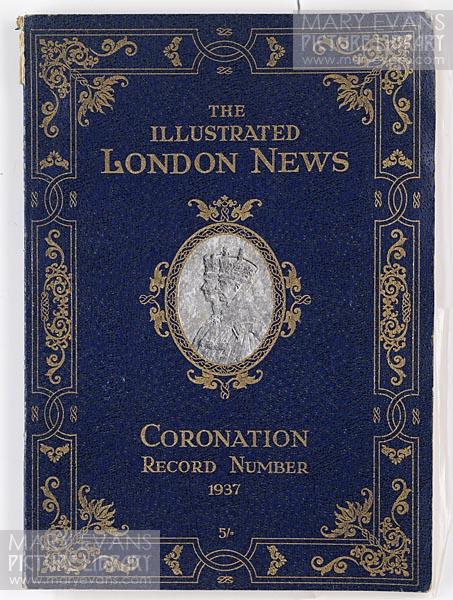 MARY EVANS
PICTURE LIBRARY
www.maryevans.com
THE
ILLUSTRATED
LONDON NEWS
CORONATION
RECORD NUMBER
1937
5/-
MARY EVANS
PICTURE LIBRARY
www.maryevans.com